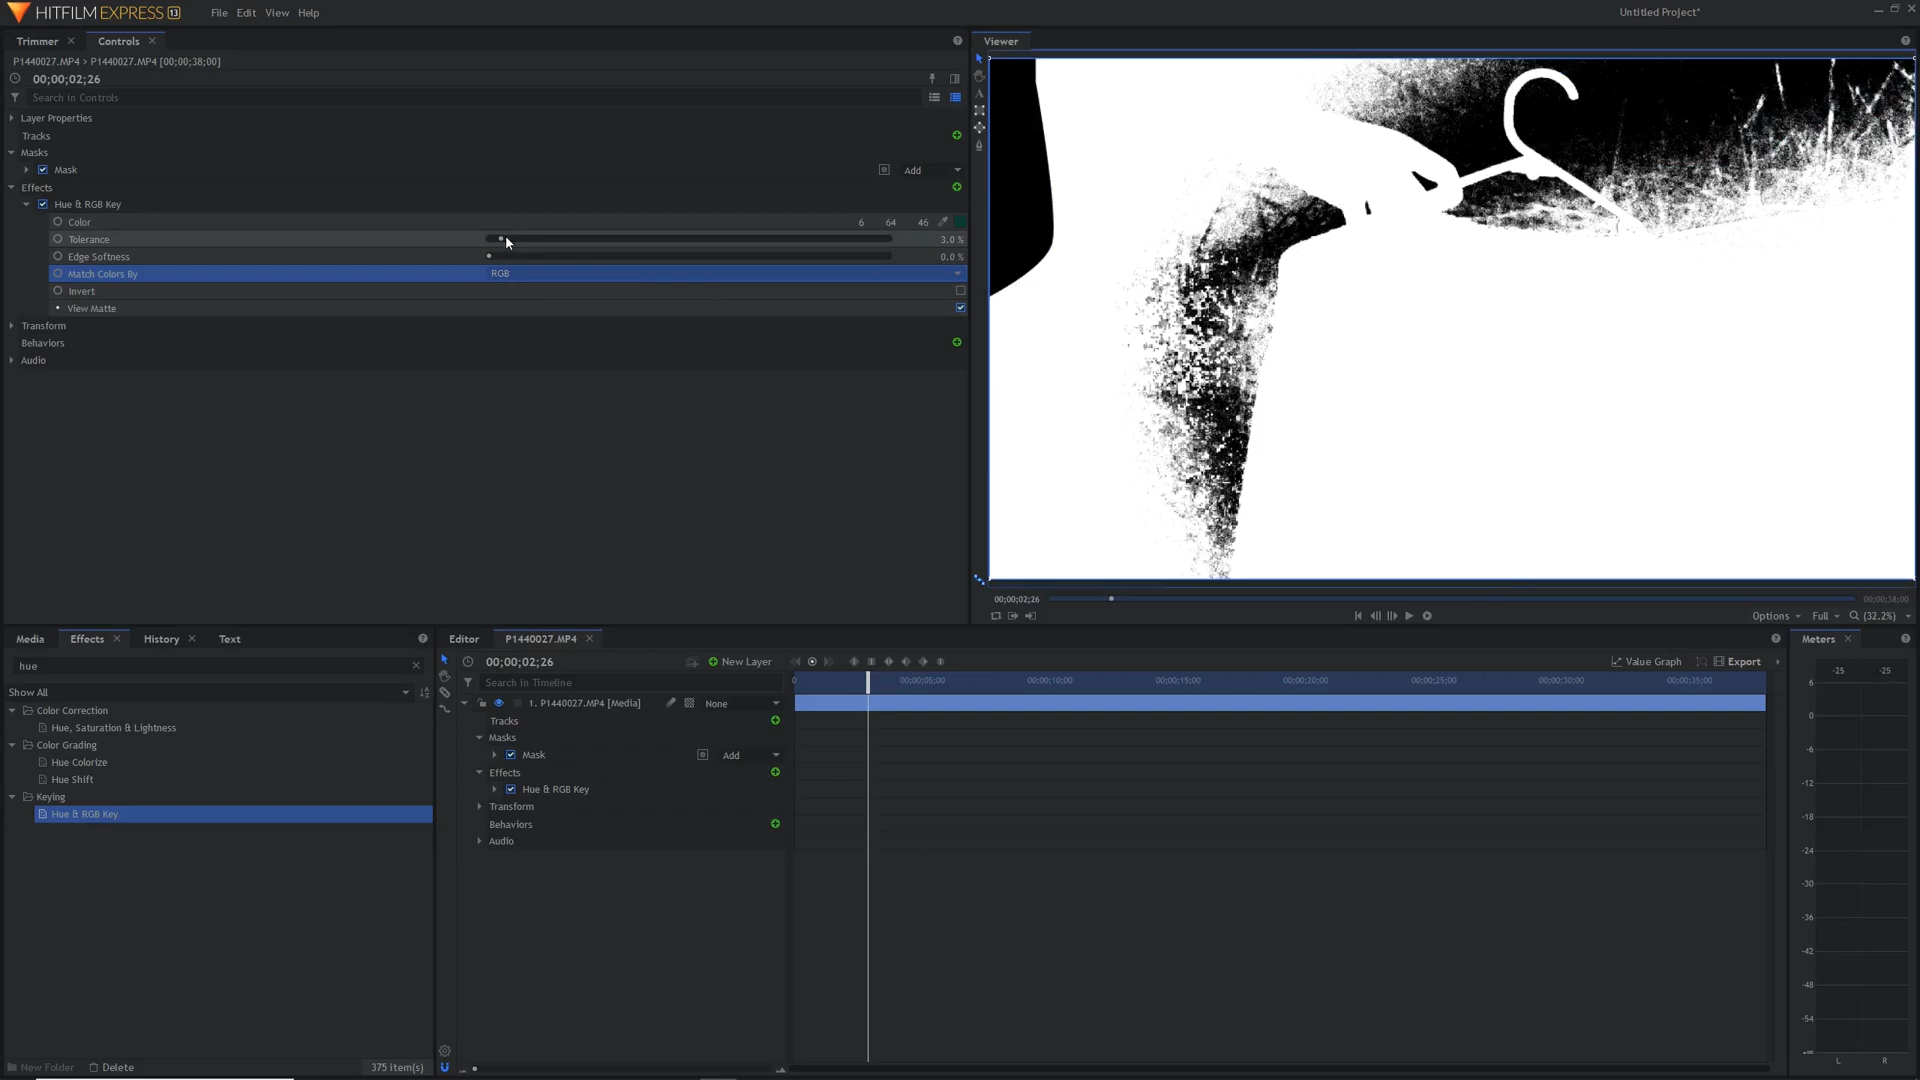 HITFILM EXPRESS 13 File Edit View Help Untitled Project*
Trimmer Controls
P1440027.MP4 > P1440027.MP4 [00;00;38;00]
00;00;02;26
Search in Controls
Layer Properties
Tracks
Masks
Mask Add
Effects
Hue & RGB Key
Color 6 64 46
Tolerance 3.0 %
Edge Softness 0.0 %
Match Colors By RGB
Invert
View Matte
Transform
Behaviors
Audio
Viewer
00;00;02;26 00;00;38;00
Options Full (32.2%)
Media Effects History Text
hue
Show All
Color Correction
Hue, Saturation & Lightness
Color Grading
Hue Colorize
Hue Shift
Keying
Hue & RGB Key
New Folder Delete 375 item(s)
Editor P1440027.MP4
00;00;02;26 New Layer Value Graph Export
Search in Timeline
0 00;00;05;00 00;00;10;00 00;00;15;00 00;00;20;00 00;00;25;00 00;00;30;00 00;00;35;00
1. P1440027.MP4 [Media] None
Tracks
Masks
Mask Add
Effects
Hue & RGB Key
Transform
Behaviors
Audio
Meters
-25 -25
6
0
-6
-12
-18
-24
-30
-36
-42
-48
-54
-∞
L R